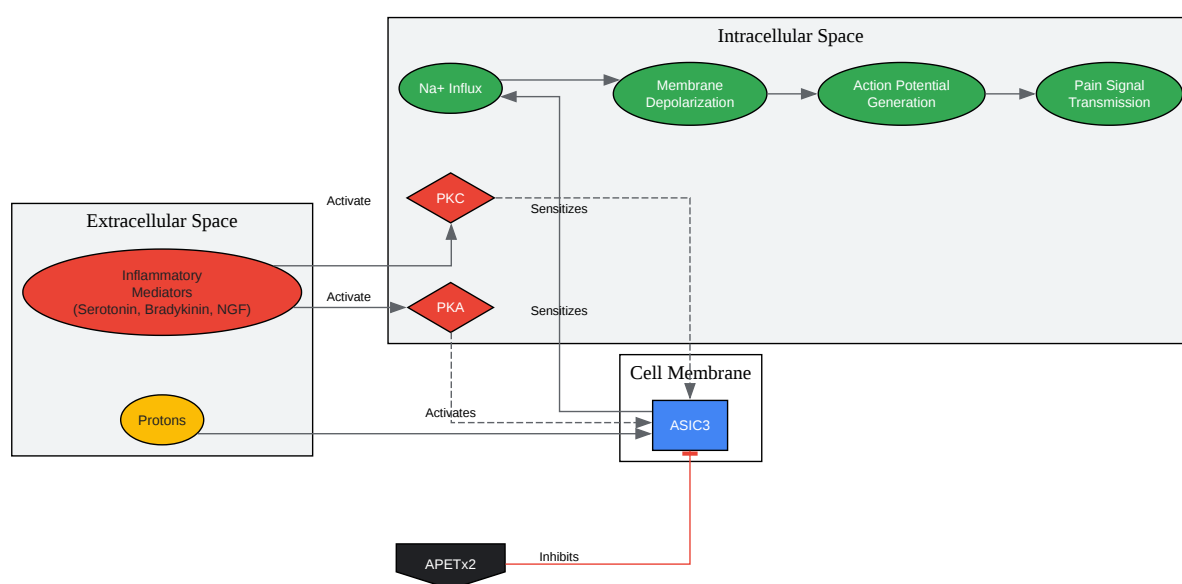 Intracellular Space
Na+ Influx
Membrane
Depolarization
Action Potential
Generation
Pain Signal
Transmission
Activate
PKC
Sensitizes
Extracellular Space
Inflammatory
Mediators
(Serotonin, Bradykinin, NGF)
Activate
PKA
Sensitizes
Cell Membrane
Protons
Activates
ASIC3
APETx2
Inhibits